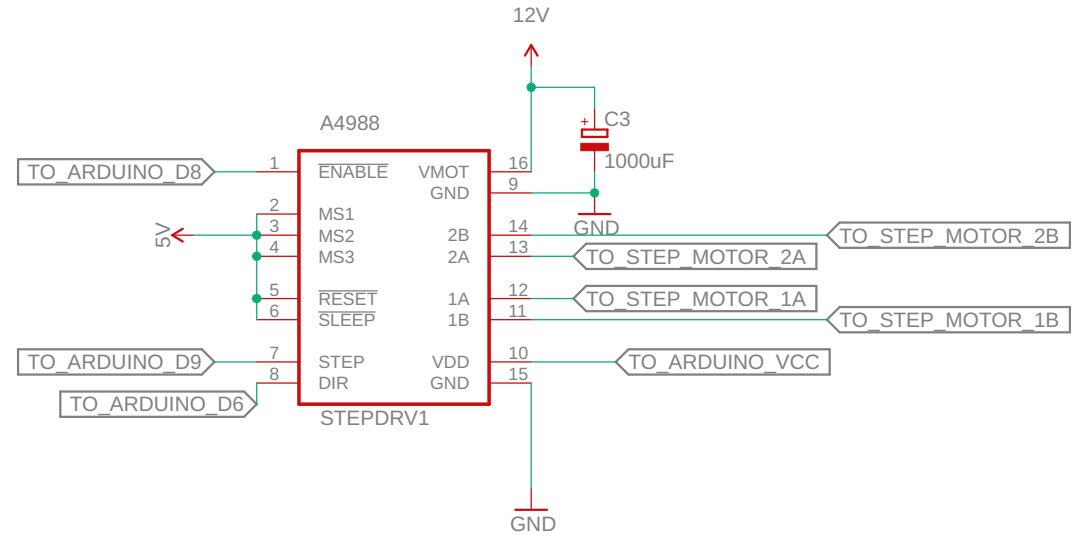 12V
C3
+
1000uF
A4988
TO_ARDUINO_D8
1
ENABLE
VMOT
16
GND
9
GND
2
MS1
5V
3
MS2
2B
14
TO_STEP_MOTOR_2B
4
MS3
2A
13
TO_STEP_MOTOR_2A
5
RESET
1A
12
TO_STEP_MOTOR_1A
6
SLEEP
1B
11
TO_STEP_MOTOR_1B
TO_ARDUINO_D9
7
STEP
VDD
10
TO_ARDUINO_VCC
8
DIR
GND
15
TO_ARDUINO_D6
STEPDRV1
GND